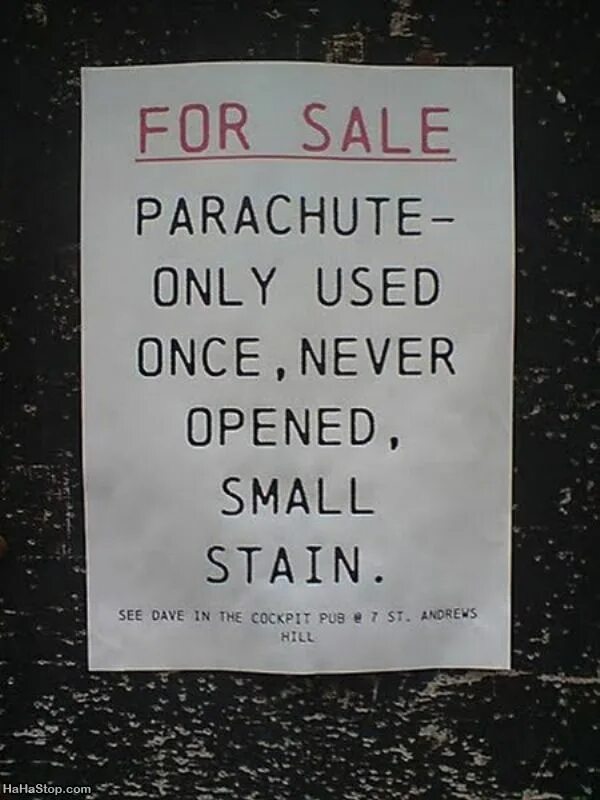 FOR SALE
PARACHUTE-
ONLY USED
ONCE,NEVER
OPENED,
SMALL
STAIN.
SEE DAVE IN THE COCKPIT PUB @ 7 ST. ANDREWS
HILL
HaHaStop.com